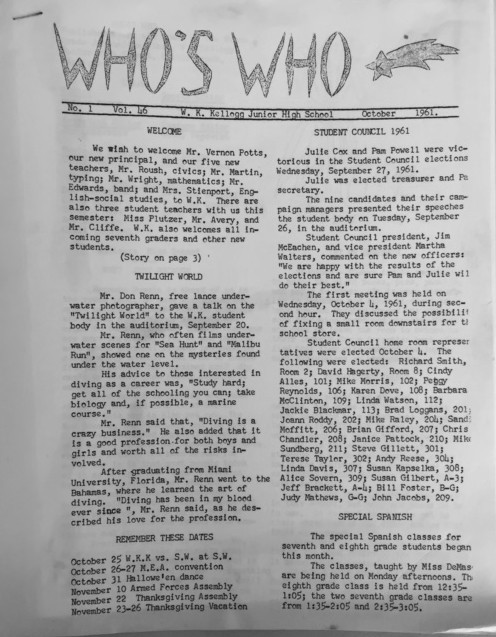 WHO'S WHO
No. 1 Vol. 46 W. K. Kellogg Junior High School October 1961.
WELCOME
We wish to welcome Mr. Vernon Potts,
our new principal, and our five new
teachers, Mr. Roush, civics; Mr. Martin,
typing; Mr. Wright, mathematics; Mr.
Edwards, band; and Mrs. Stienport, Eng-
lish-social studies, to W.K. There are
also three student teachers with us this
semester: Miss Plutzer, Mr. Avery, and
Mr. Cliffe. W.K. also welcomes all in-
coming seventh graders and other new
students.
(Story on page 3)
TWILIGHT WORLD
Mr. Don Renn, free lance under-
water photographer, gave a talk on the
"Twilight World" to the W.K. student
body in the auditorium, September 20.
Mr. Renn, who often films under-
water scenes for "Sea Hunt" and "Malibu
Run", showed one on the mysteries found
under the water level.
His advice to those interested in
diving as a career was, "Study hard;
get all of the schooling you can; take
biology and, if possible, a marine
course."
Mr. Renn said that, "Diving is a
crazy business." He also added that it
is a good profession for both boys and
girls and worth all of the risks in-
volved.
After graduating from Miami
University, Florida, Mr. Renn went to the
Bahamas, where he learned the art of
diving. "Diving has been in my blood
ever since ", Mr. Renn said, as he des-
cribed his love for the profession.
REMEMBER THESE DATES
October 25 W.K.K vs. S.W. at S.W.
October 26-27 M.E.A. convention
October 31 Hallowe'en dance
November 10 Armed Forces Assembly
November 22 Thanksgiving Assembly
November 23-26 Thanksgiving Vacation
STUDENT COUNCIL 1961
Julie Cox and Pam Powell were vic-
torious in the Student Council elections
Wednesday, September 27, 1961.
Julie was elected treasurer and Pa
secretary.
The nine candidates and their cam-
paign managers presented their speeches
the student body on Tuesday, September
26, in the auditorium.
Student Council president, Jim
McEachen, and vice president Martha
Walters, commented on the new officers:
"We are happy with the results of the
elections and are sure Pam and Julie wil
do their best."
The first meeting was held on
Wednesday, October 4, 1961, during sec-
ond hour. They discussed the possibili
of fixing a small room downstairs for th
school store.
Student Council home room represen
tatives were elected October 4. The
following were elected: Richard Smith,
Room 2; David Hagerty, Room 8; Cindy
Alles, 101; Mike Morris, 102; Peggy
Reynolds, 106; Karen Dove, 108; Barbara
McClinton, 109; Linda Watson, 112;
Jackie Blackmar, 113; Brad Loggans, 201;
Joann Roddy, 202; Mike Raley, 204; Sandi
Moffitt, 206; Brian Gifford, 207; Chris
Chandler, 208; Janice Pattock, 210; Mike
Sundberg, 211; Steve Gillett, 301;
Terese Taylor, 302; Andy Reese, 304;
Linda Davis, 307; Susan Kapselka, 308;
Alice Sovern, 309; Susan Gilbert, A-3;
Jeff Brackett, A-4; Bill Foster, B-G;
Judy Mathews, G-G; John Jacobs, 209.
SPECIAL SPANISH
The special Spanish classes for
seventh and eighth grade students began
this month.
The classes, taught by Miss DeMas
are being held on Monday afternoons. Th
eighth grade class is held from 12:35-
1:05; the two seventh grade classes are
from 1:35-2:05 and 2:35-3:05.